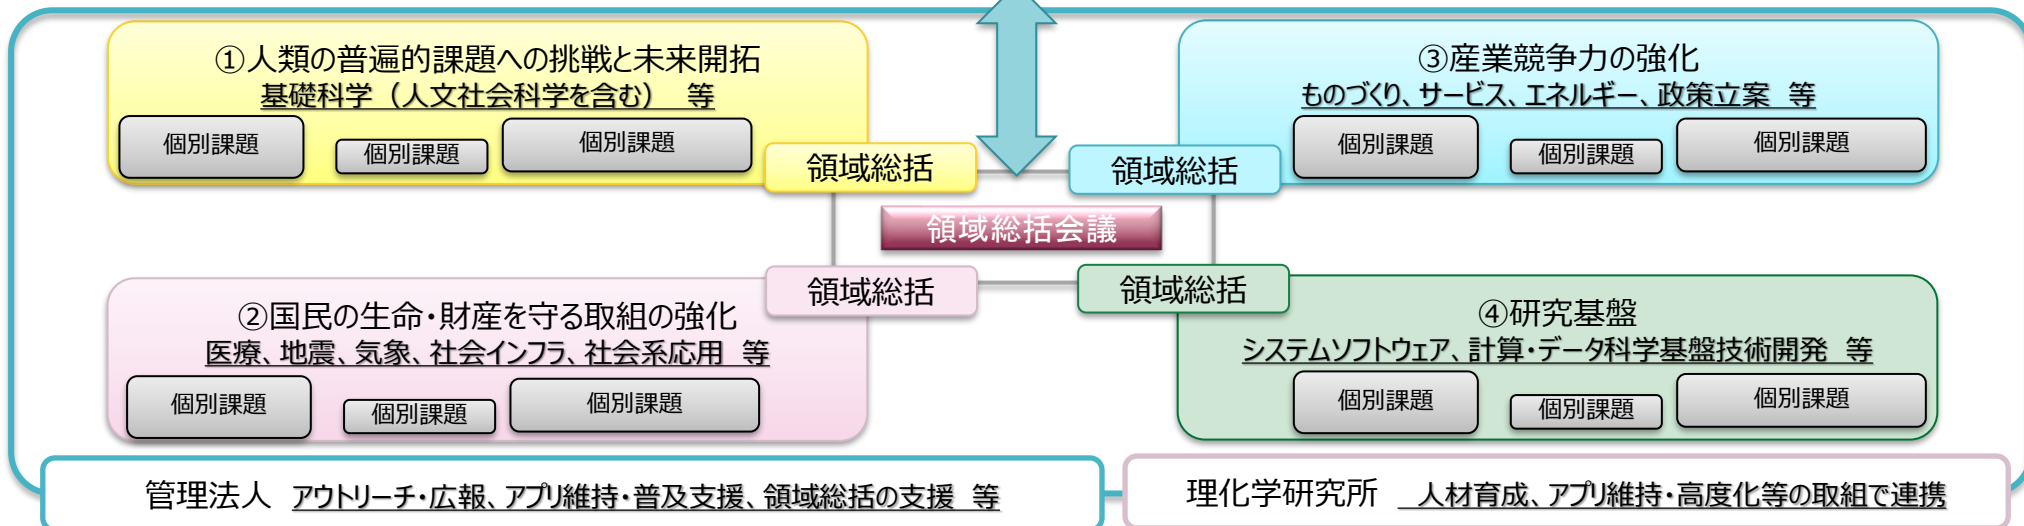 ①人類の普遍的課題への挑戦と未来開拓
基礎科学（人文社会科学を含む） 等
個別課題
個別課題
個別課題
領域総括
③産業競争力の強化
ものづくり、サービス、エネルギー、政策立案 等
個別課題
個別課題
個別課題
領域総括
領域総括会議
②国民の生命・財産を守る取組の強化
医療、地震、気象、社会インフラ、社会系応用 等
個別課題
個別課題
個別課題
領域総括
④研究基盤
システムソフトウェア、計算・データ科学基盤技術開発 等
個別課題
個別課題
個別課題
領域総括
管理法人 アウトリーチ・広報、アプリ維持・普及支援、領域総括の支援 等
理化学研究所 人材育成、アプリ維持・高度化等の取組で連携